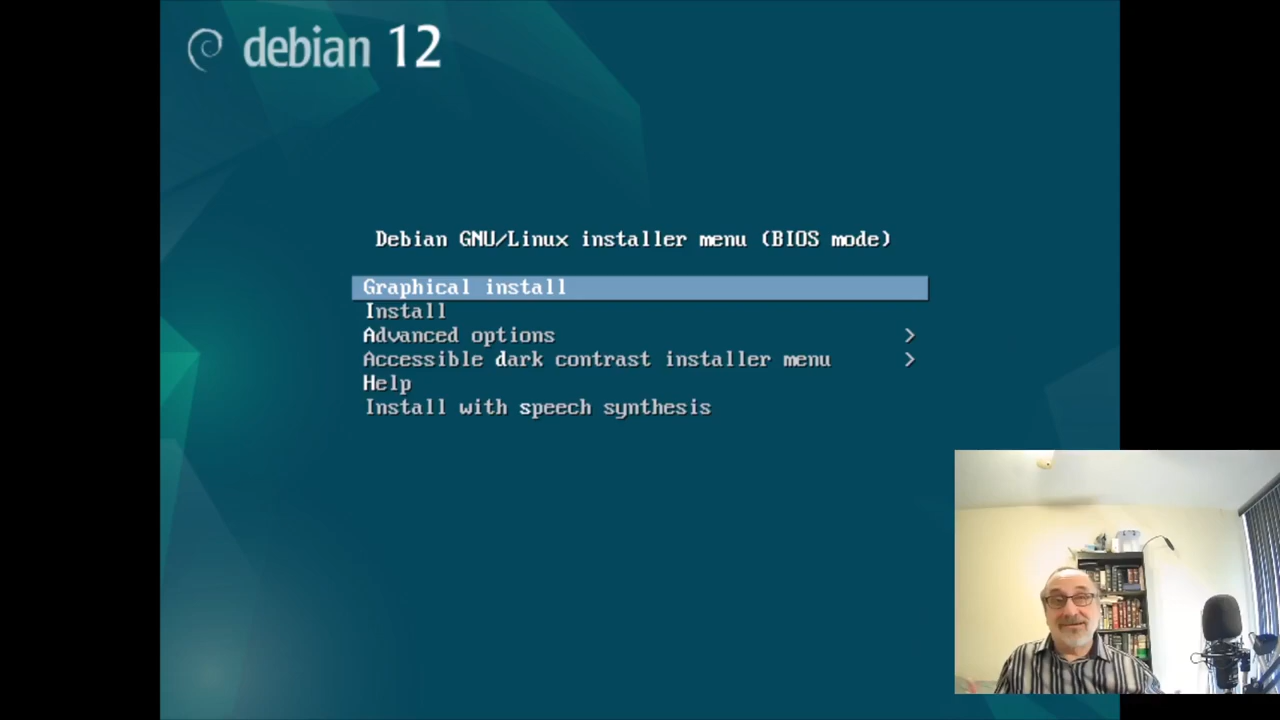 debian 12
Debian GNU/Linux installer menu (BIOS mode)
Graphical install
Install
Advanced options >
Accessible dark contrast installer menu >
Help
Install with speech synthesis